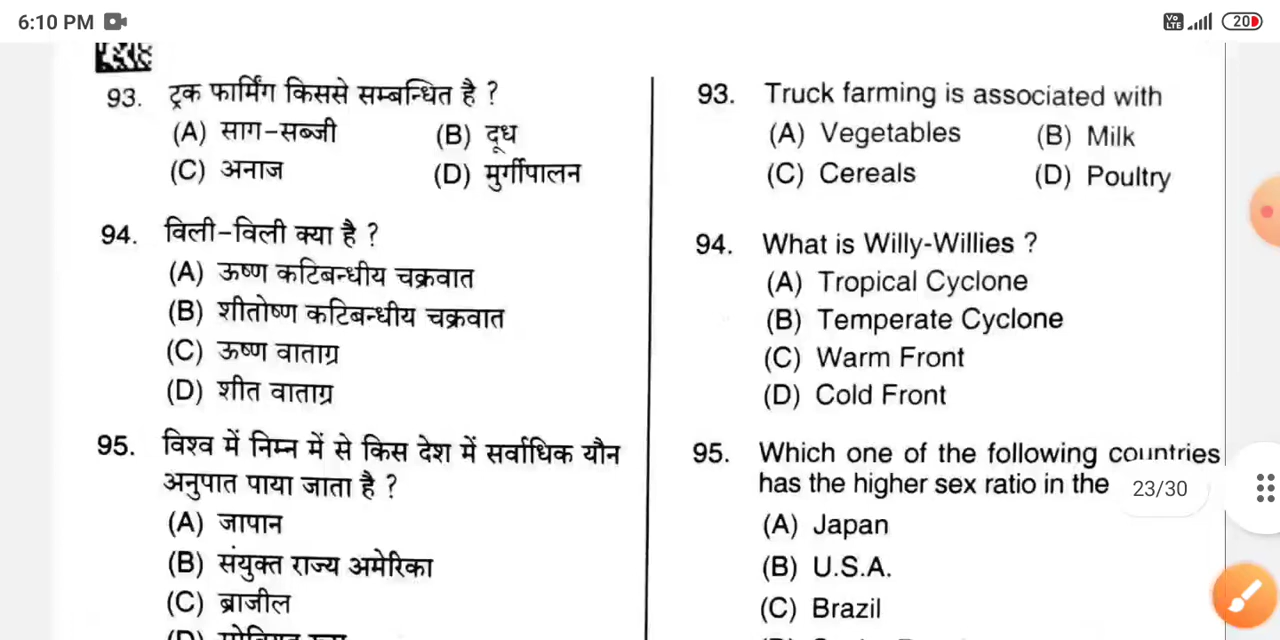 6:10 PM
Vo LTE
20
93. ट्रक फार्मिंग किससे सम्बन्धित है ?
(A) साग-सब्जी (B) दूध
(C) अनाज (D) मुर्गीपालन
94. विली-विली क्या है ?
(A) ऊष्ण कटिबन्धीय चक्रवात
(B) शीतोष्ण कटिबन्धीय चक्रवात
(C) ऊष्ण वाताग्र
(D) शीत वाताग्र
95. विश्व में निम्न में से किस देश में सर्वाधिक यौन
अनुपात पाया जाता है ?
(A) जापान
(B) संयुक्त राज्य अमेरिका
(C) ब्राजील
93. Truck farming is associated with
(A) Vegetables (B) Milk
(C) Cereals (D) Poultry
94. What is Willy-Willies ?
(A) Tropical Cyclone
(B) Temperate Cyclone
(C) Warm Front
(D) Cold Front
95. Which one of the following countries
has the higher sex ratio in the
23/30
(A) Japan
(B) U.S.A.
(C) Brazil